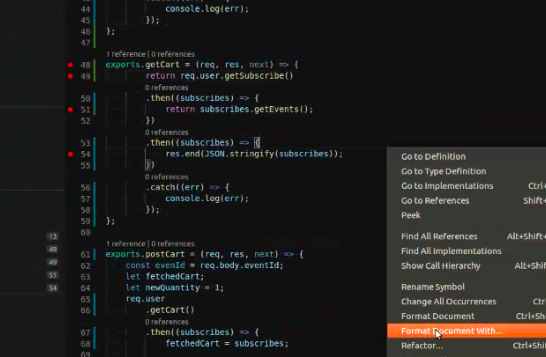 44 console.log(err);
45 });
46 };
47
1 reference | 0 references
48 exports.getCart = (req, res, next) => {
49 return req.user.getSubscribe()
0 references
50 .then((subscribes) => {
51 return subscribes.getEvents();
52 })
0 references
53 .then((subscribes) => {
54 res.end(JSON.stringify(subscribes));
55 })
0 references
56 .catch((err) => {
57 console.log(err);
58 });
59 };
60
1 reference | 0 references
61 exports.postCart = (req, res, next) => {
62 const evenId = req.body.eventId;
63 let fetchedCart;
64 let newQuantity = 1;
65 req.user
66 .getCart()
0 references
67 .then((subscribes) => {
68 fetchedCart = subscribes;
69
13
48
49
51
54
Go to Definition
Go to Type Definition
Go to Implementations Ctrl+
Go to References Shift+
Peek
Find All References Alt+Shift+
Find All Implementations
Show Call Hierarchy Alt+Shif
Rename Symbol
Change All Occurrences Ctr
Format Document Ctrl+
Format Document With...
Refactor... Ctrl+Sh